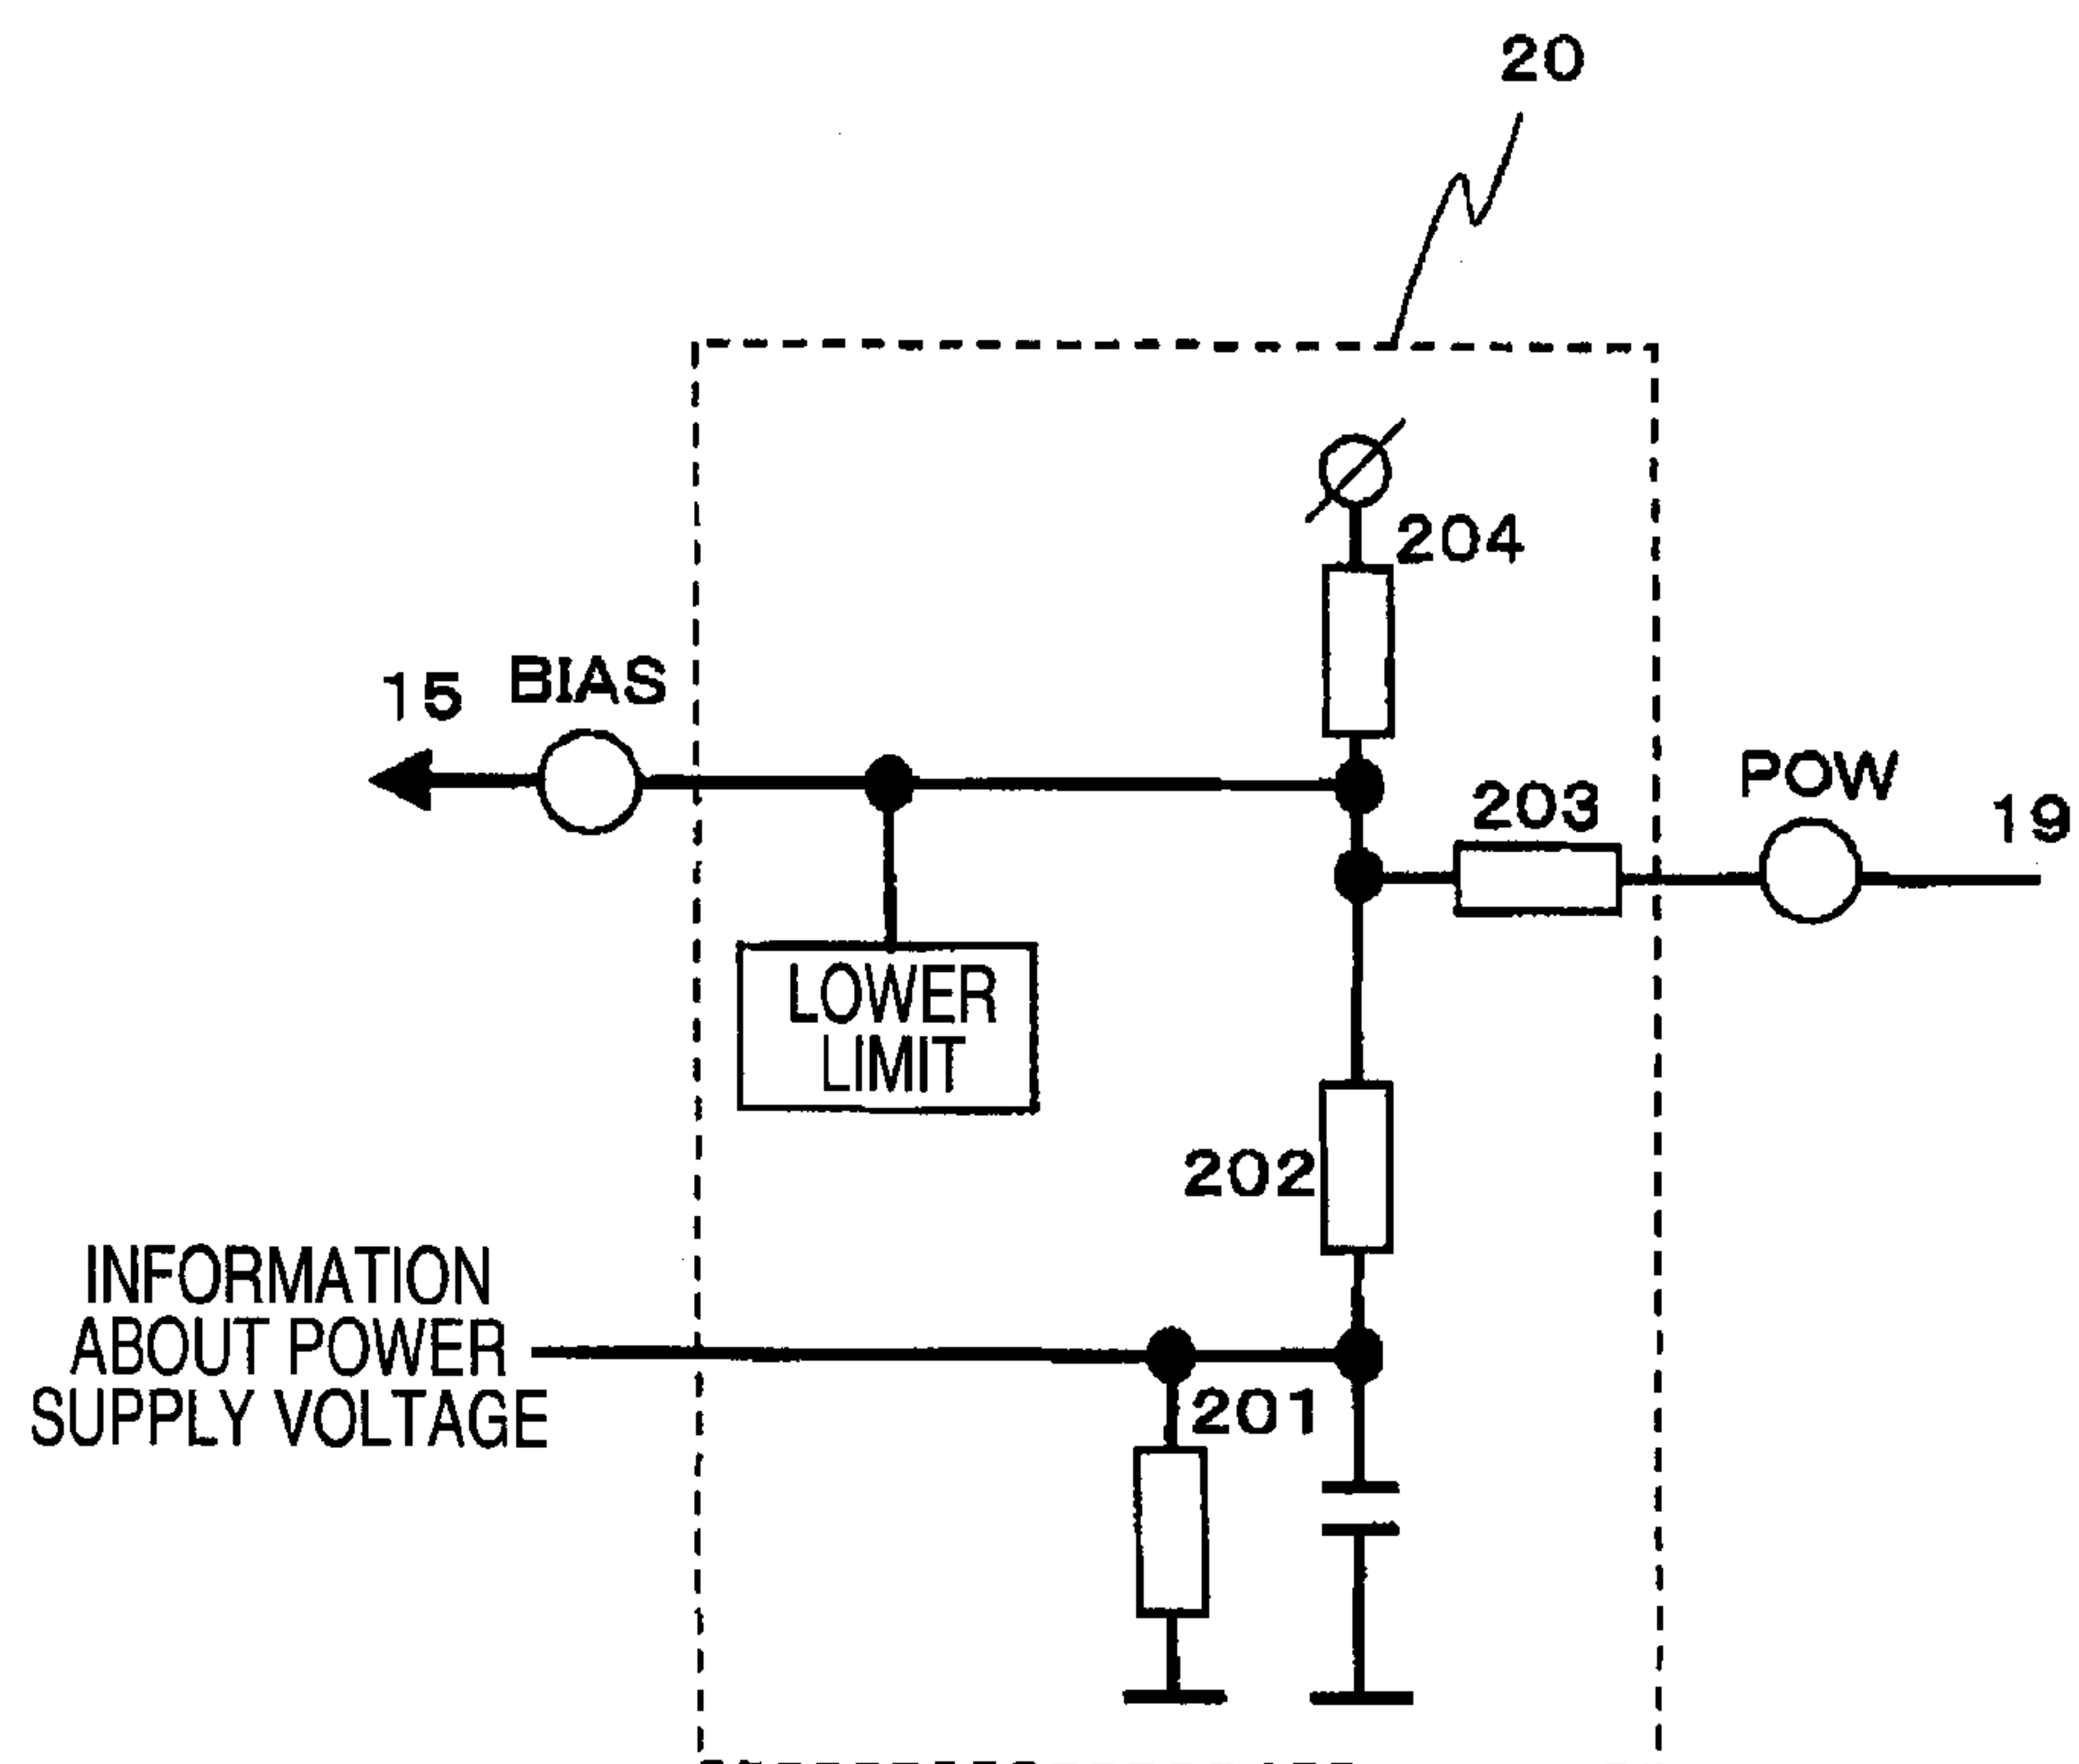 20
204
15 BIAS
203
POW
19
LOWER
LIMIT
202
INFORMATION
ABOUT POWER
SUPPLY VOLTAGE
201